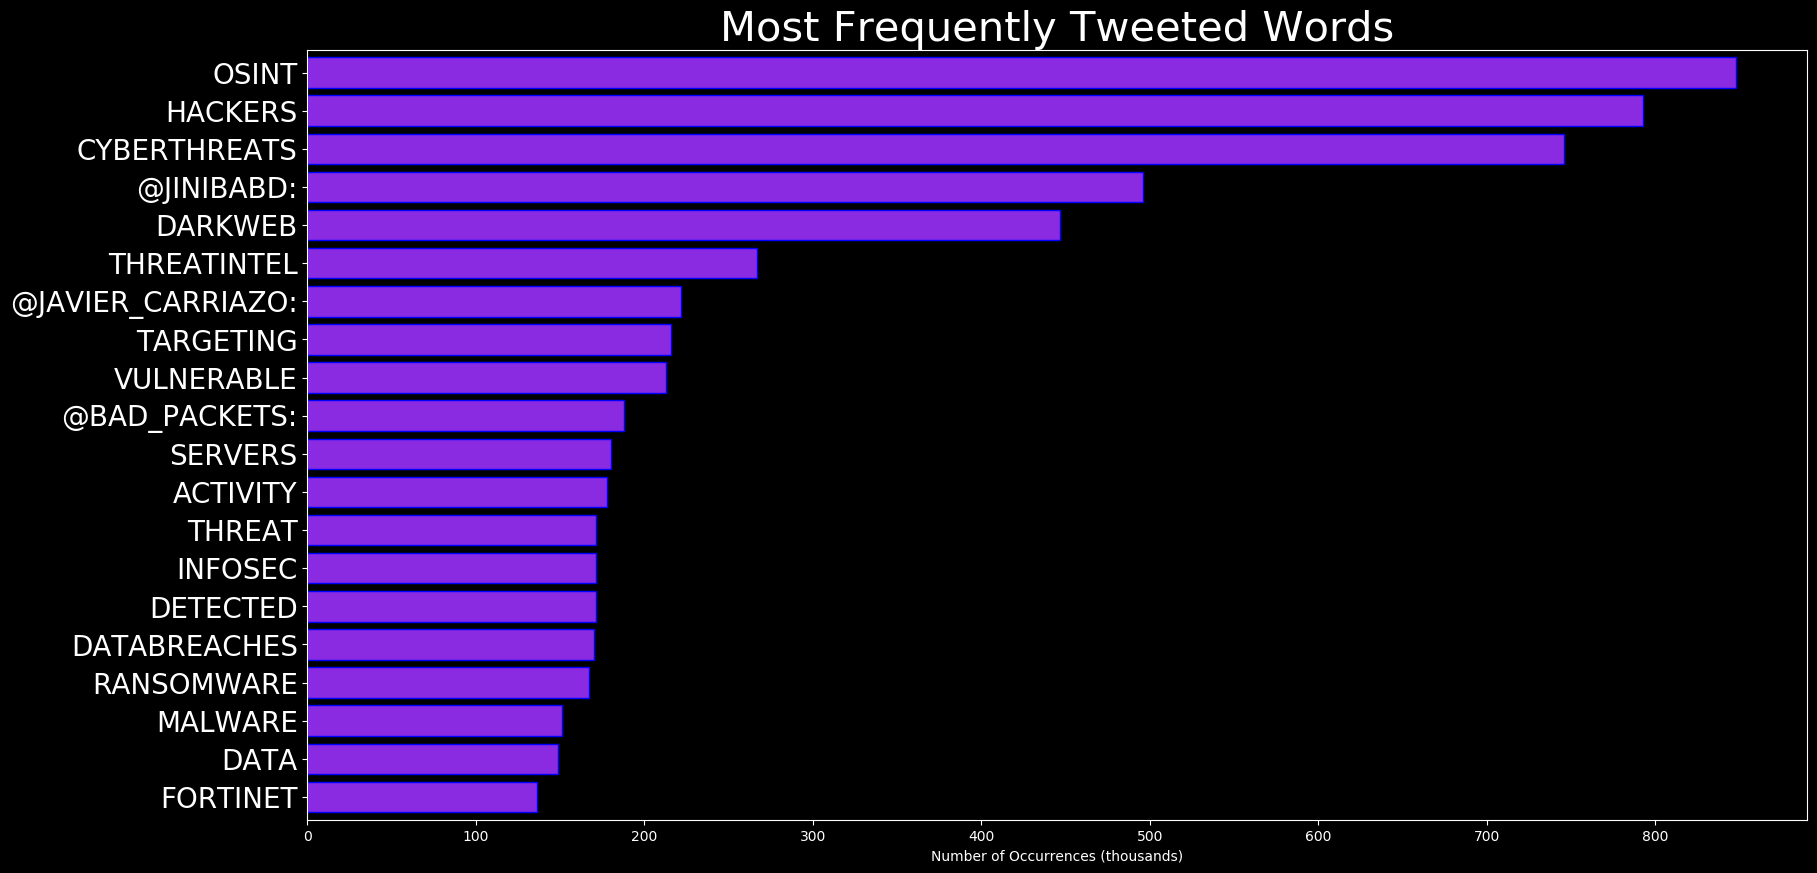 Most Frequently Tweeted Words
OSINT
HACKERS
CYBERTHREATS
@JINIBABD:
DARKWEB
THREATINTEL
@JAVIER_CARRIAZO:
TARGETING
VULNERABLE
@BAD_PACKETS:
SERVERS
ACTIVITY
THREAT
INFOSEC
DETECTED
DATABREACHES
RANSOMWARE
MALWARE
DATA
FORTINET
0 100 200 300 400 500 600 700 800
Number of Occurrences (thousands)